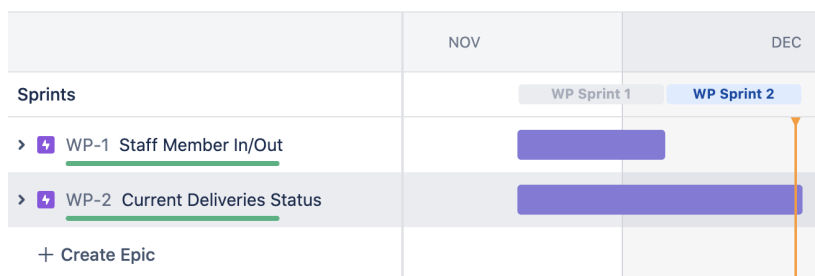 NOV DEC
Sprints WP Sprint 1 WP Sprint 2
WP-1 Staff Member In/Out
WP-2 Current Deliveries Status
+ Create Epic